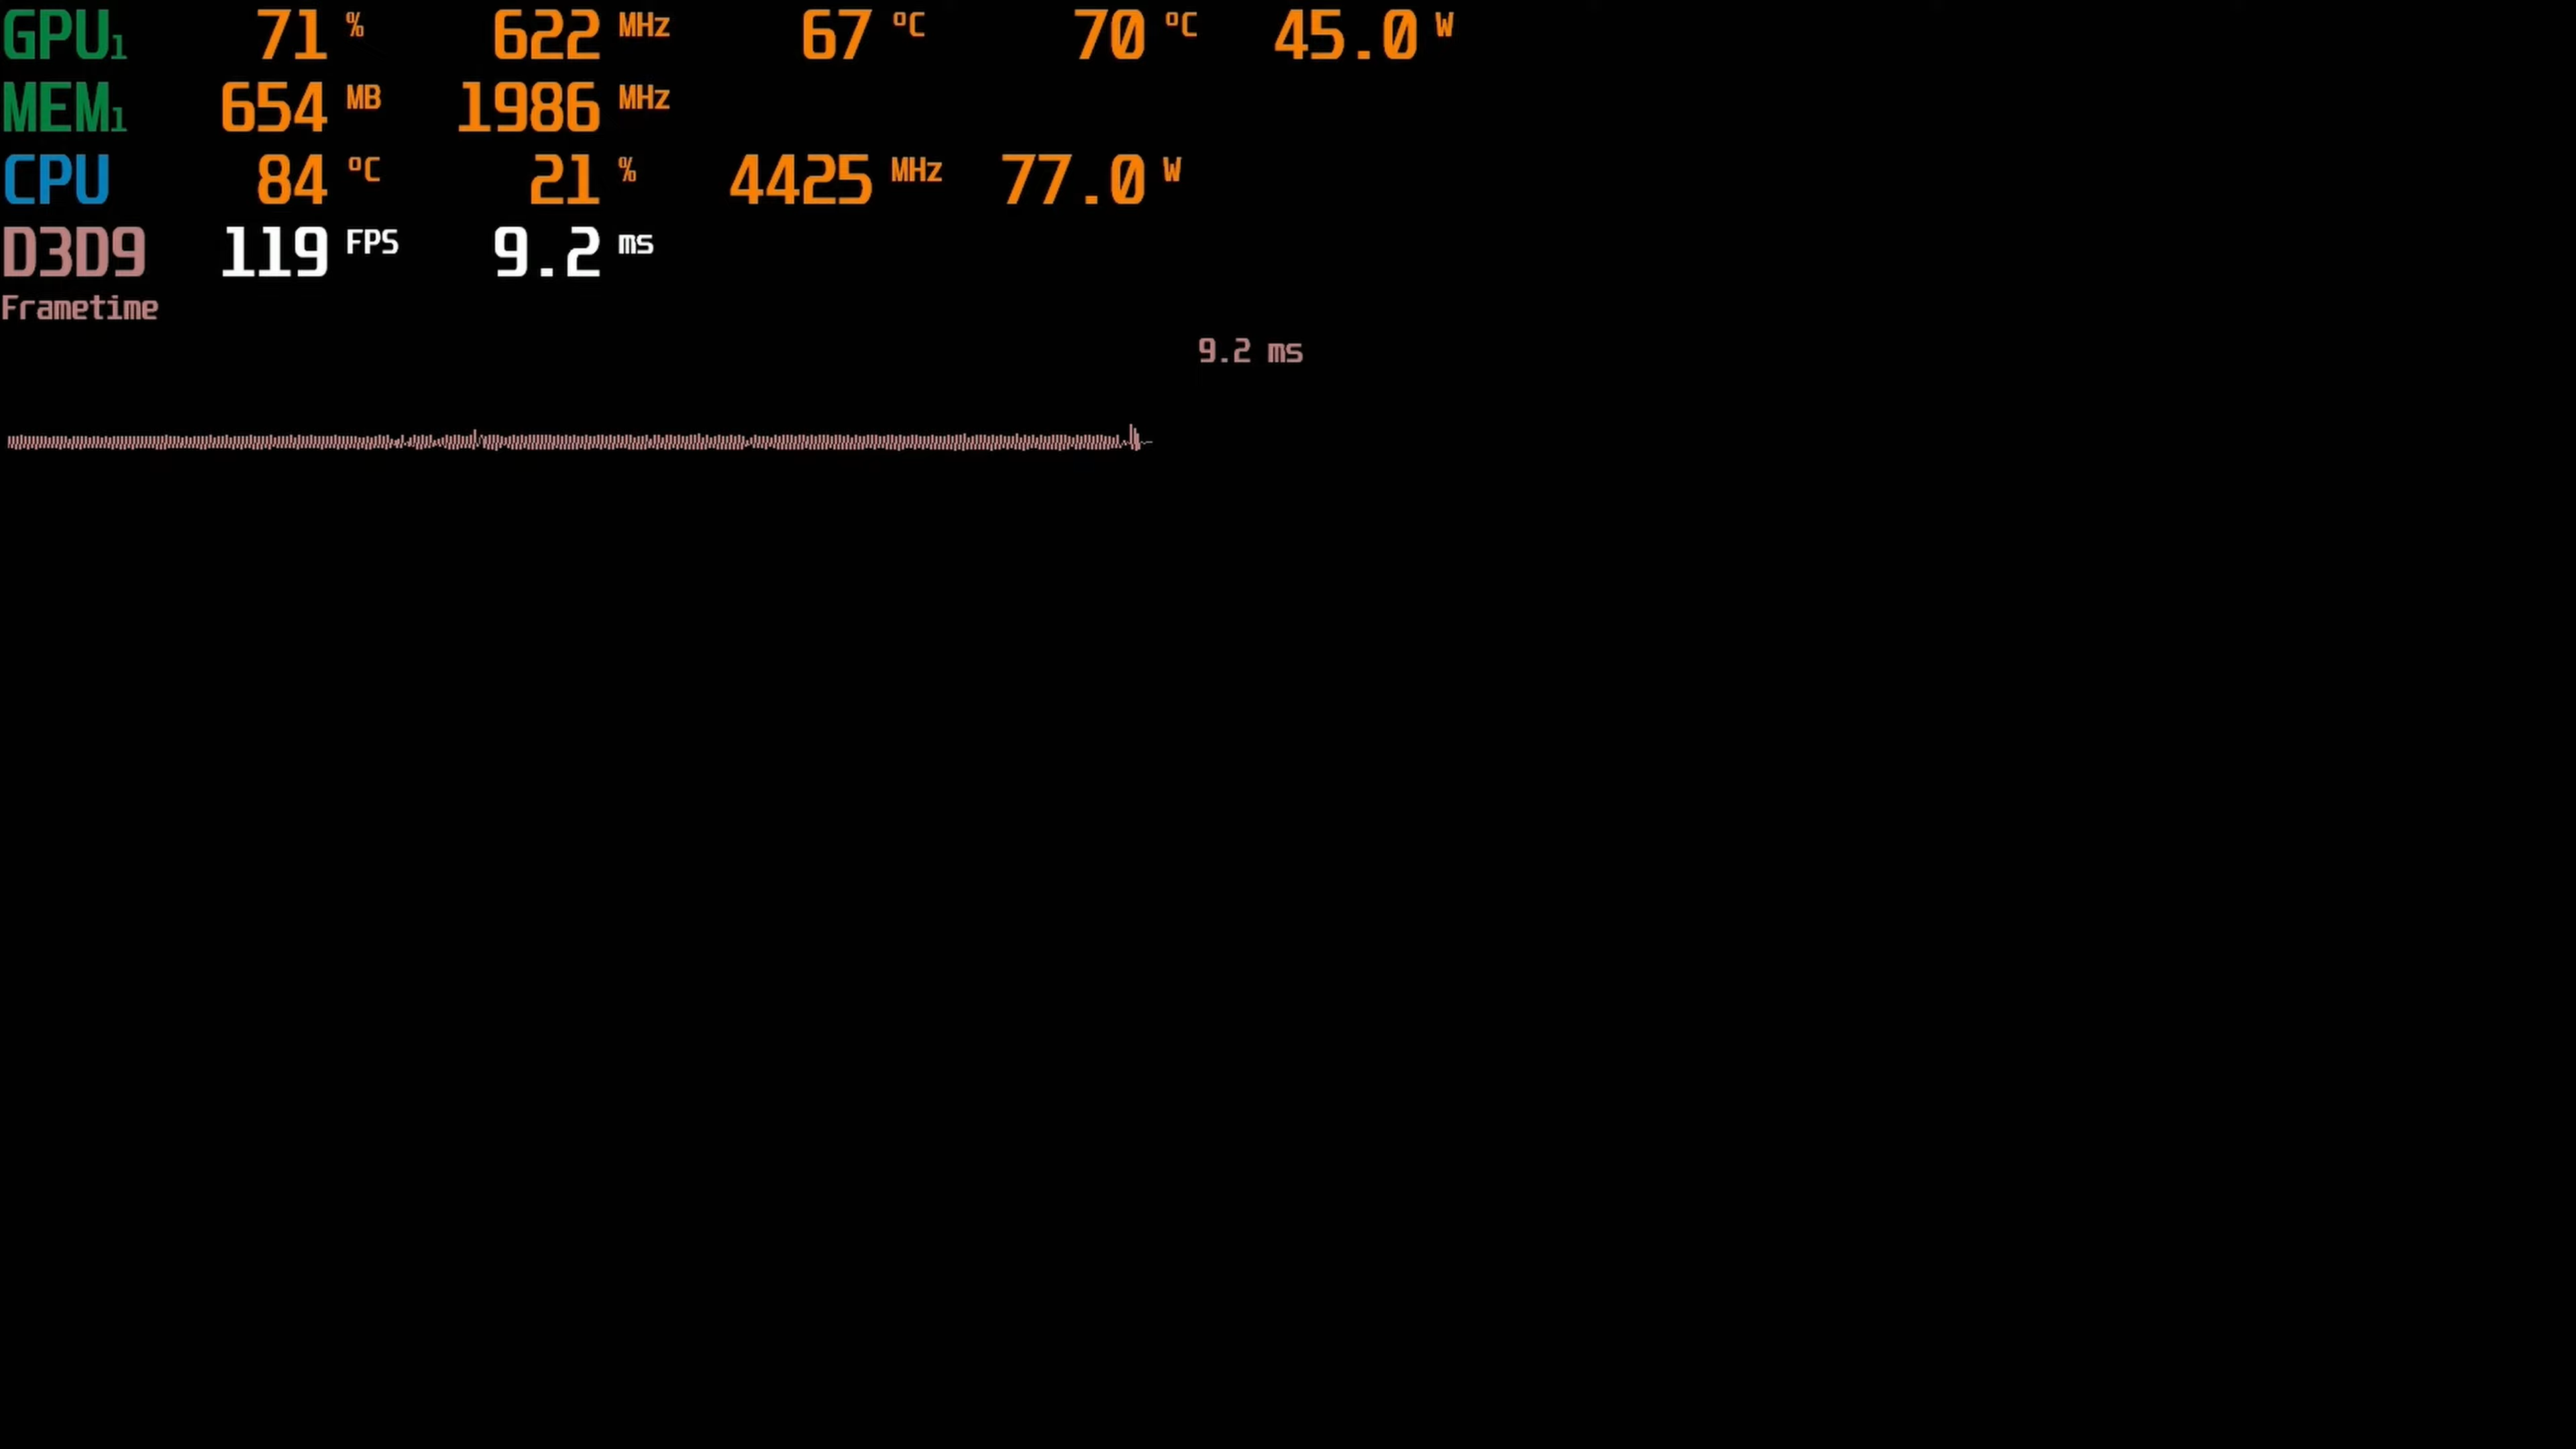 GPU1 71 % 622 MHz 67 °C 70 °C 45.0 W
MEM1 654 MB 1986 MHz
CPU 84 °C 21 % 4425 MHz 77.0 W
D3D9 119 FPS 9.2 ms
Frametime
9.2 ms